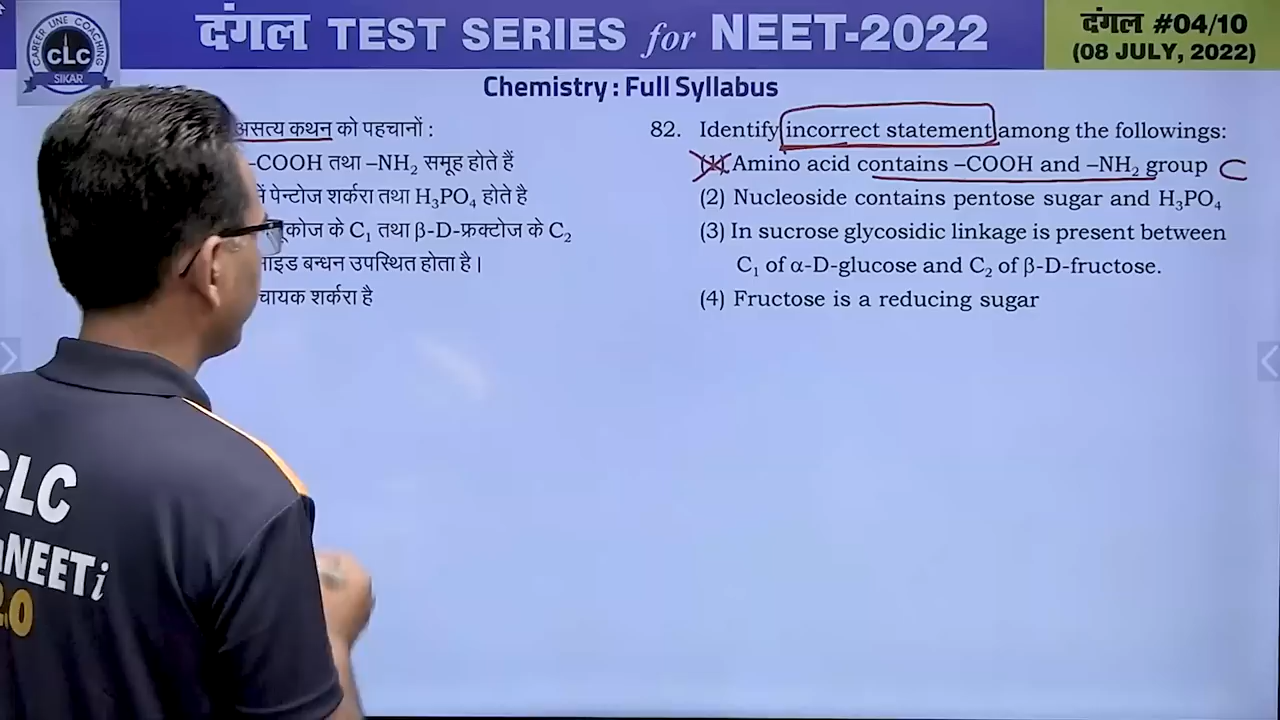 CAREER LINE COACHING
CLC
SIKAR
दंगल TEST SERIES for NEET-2022
दंगल #04/10
(08 JULY, 2022)
Chemistry : Full Syllabus
असत्य कथन को पहचानों :
–COOH तथा –NH₂ समूह होते हैं
में पेन्टोज शर्करा तथा H₃PO₄ होते है
के C₁ तथा β-D-फ्रक्टोज के C₂
बन्धन उपस्थित होता है।
शर्करा है
82. Identify incorrect statement among the followings:
(1) Amino acid contains –COOH and –NH₂ group C
(2) Nucleoside contains pentose sugar and H₃PO₄
(3) In sucrose glycosidic linkage is present between
C₁ of α-D-glucose and C₂ of β-D-fructose.
(4) Fructose is a reducing sugar
CLC
NEETi
2.0